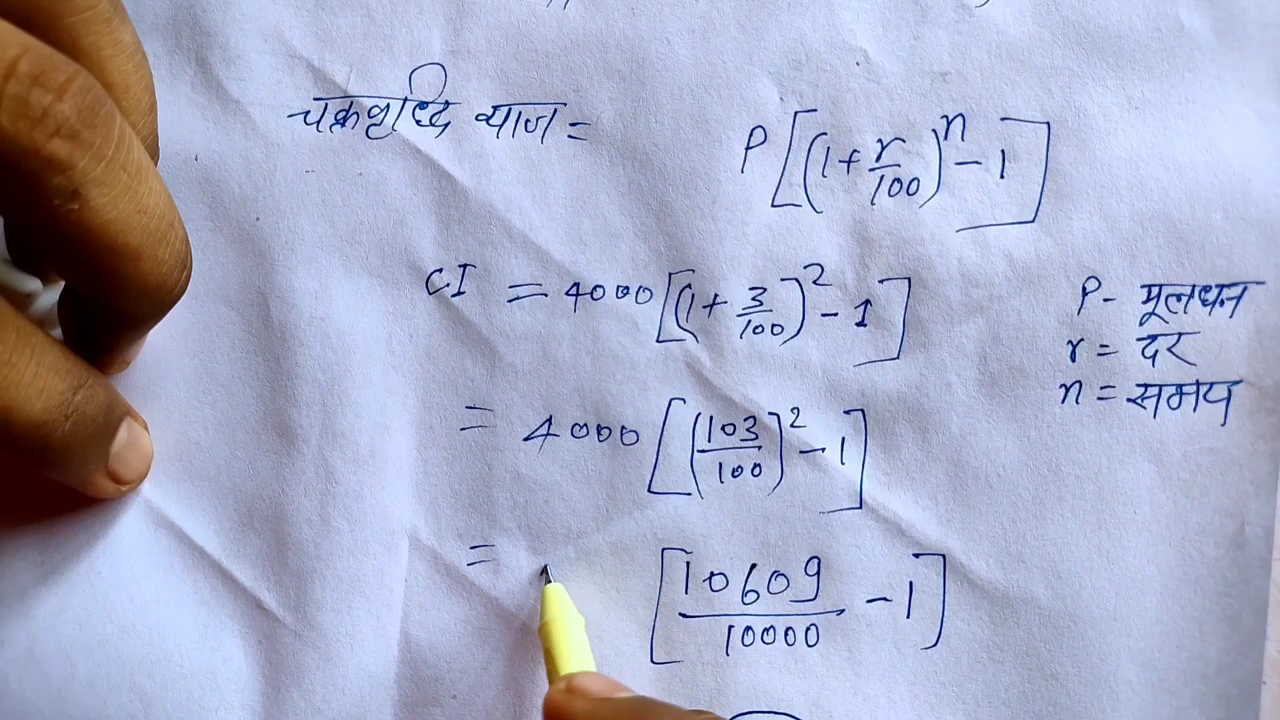 चक्रवृद्धि ब्याज = P[(1+r/100)^n - 1]
CI = 4000[(1+3/100)^2 - 1]
P - मूलधन
r = दर
n = समय
= 4000[(103/100)^2 - 1]
= [10609/10000 - 1]